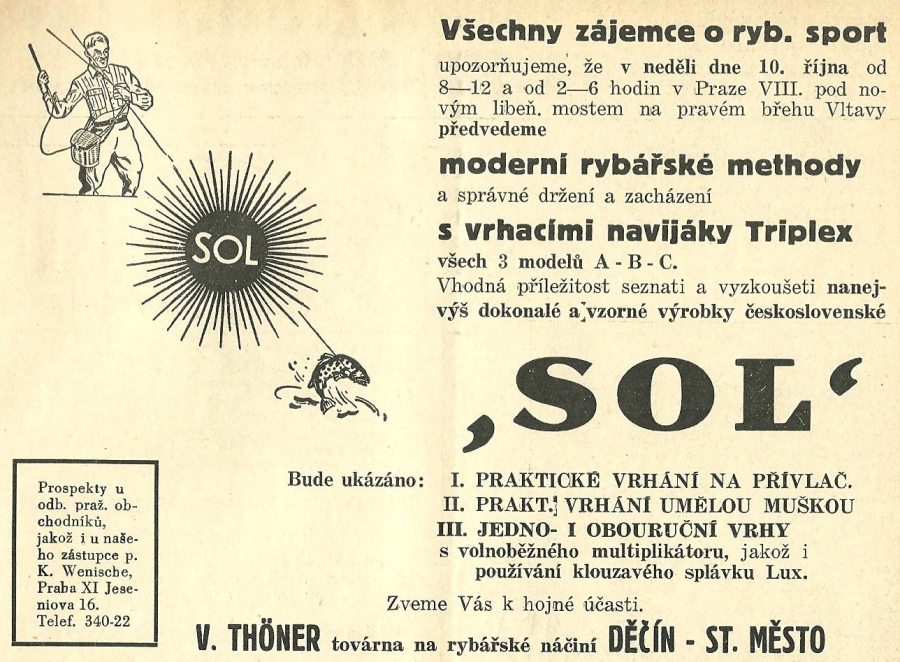 Všechny zájemce o ryb. sport
upozorňujeme, že v neděli dne 10. října od
8—12 a od 2—6 hodin v Praze VIII. pod no-
vým libeň. mostem na pravém břehu Vltavy
předvedeme
moderní rybářské methody
a správné držení a zacházení
s vrhacími navijáky Triplex
všech 3 modelů A - B - C.
Vhodná příležitost seznati a vyzkoušeti nanej-
výš dokonalé a vzorné výrobky československé
SOL
‚SOL‘
Bude ukázáno: I. PRAKTICKÉ VRHÁNÍ NA PŘÍVLAČ.
II. PRAKT. VRHÁNÍ UMĚLOU MUŠKOU
III. JEDNO- I OBOURUČNÍ VRHY
s volnoběžného multiplikátoru, jakož i
používání klouzavého splávku Lux.
Prospekty u
odb. praž. ob-
chodníků,
jakož i u naše-
ho zástupce p.
K. Wenische,
Praha XI Jese-
niova 16.
Telef. 340-22
Zveme Vás k hojné účasti.
V. THÖNER továrna na rybářské náčiní DĚČÍN - ST. MĚSTO